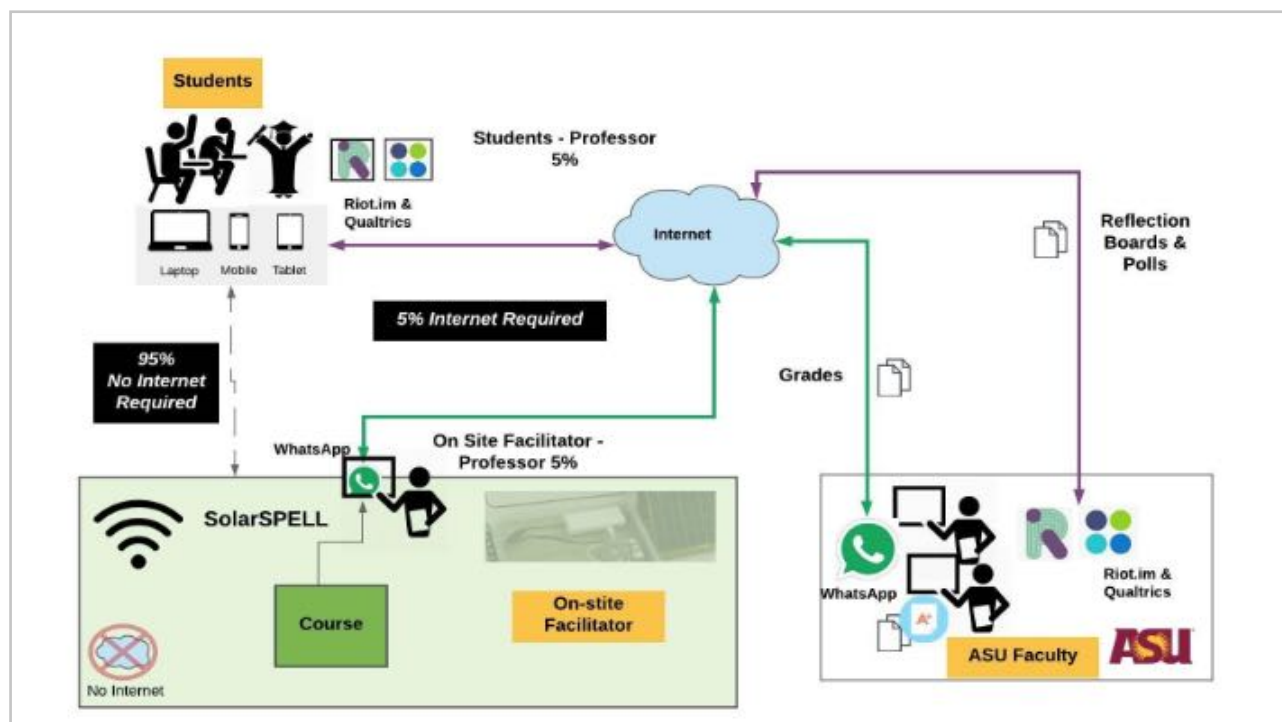 Students
Students - Professor
5%
Riot.im &
Qualtrics
Laptop
Mobile
Tablet
Internet
Reflection
Boards &
Polls
5% Internet Required
95%
No Internet
Required
Grades
WhatsApp
On Site Facilitator -
Professor 5%
SolarSPELL
Course
On-stite
Facilitator
No Internet
WhatsApp
A+
Riot.im &
Qualtrics
ASU Faculty
ASU